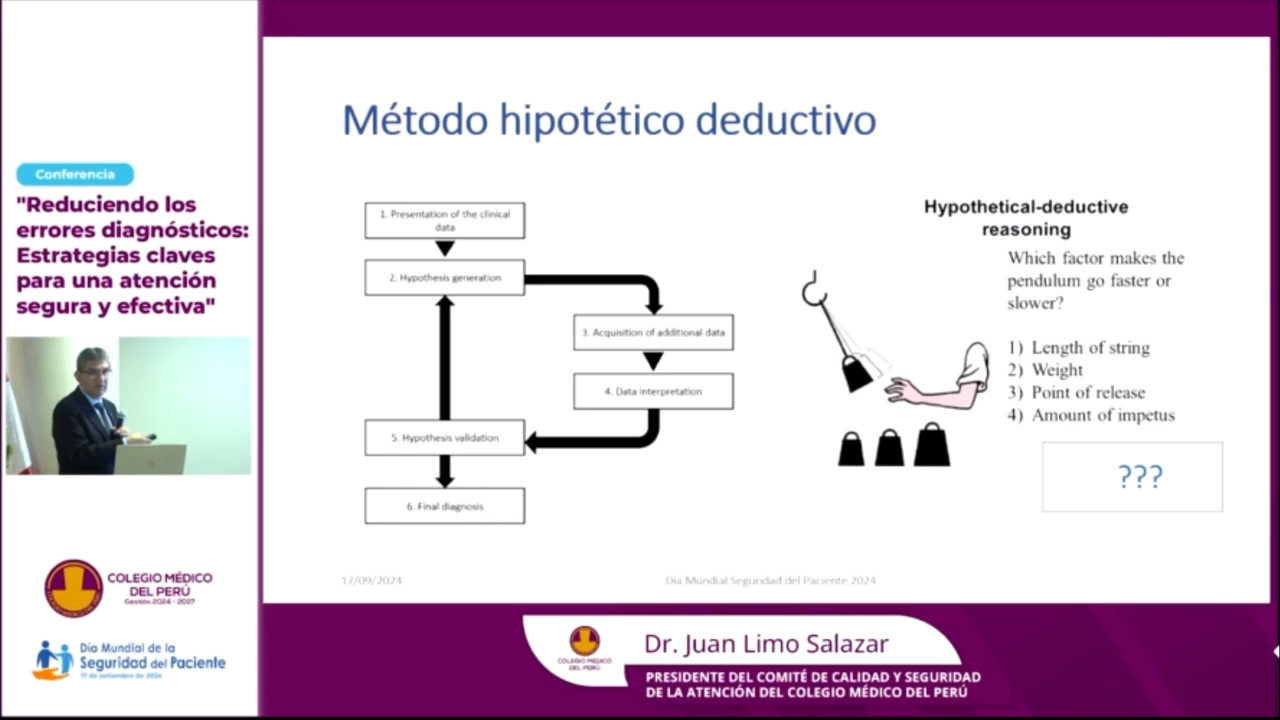 Conferencia
"Reduciendo los
errores diagnósticos:
Estrategias claves
para una atención
segura y efectiva"
COLEGIO MÉDICO
DEL PERÚ
Gestión 2024 - 2027
Día Mundial de la
Seguridad del Paciente
17 de setiembre de 2024
Método hipotético deductivo
1. Presentation of the clinical
data
2. Hypothesis generation
3. Acquisition of additional data
4. Data interpretation
5. Hypothesis validation
6. Final diagnosis
Hypothetical-deductive
reasoning
Which factor makes the
pendulum go faster or
slower?
1) Length of string
2) Weight
3) Point of release
4) Amount of impetus
???
17/09/2024
Día Mundial Seguridad del Paciente 2024
COLEGIO MÉDICO
DEL PERÚ
Dr. Juan Limo Salazar
PRESIDENTE DEL COMITÉ DE CALIDAD Y SEGURIDAD
DE LA ATENCIÓN DEL COLEGIO MÉDICO DEL PERÚ